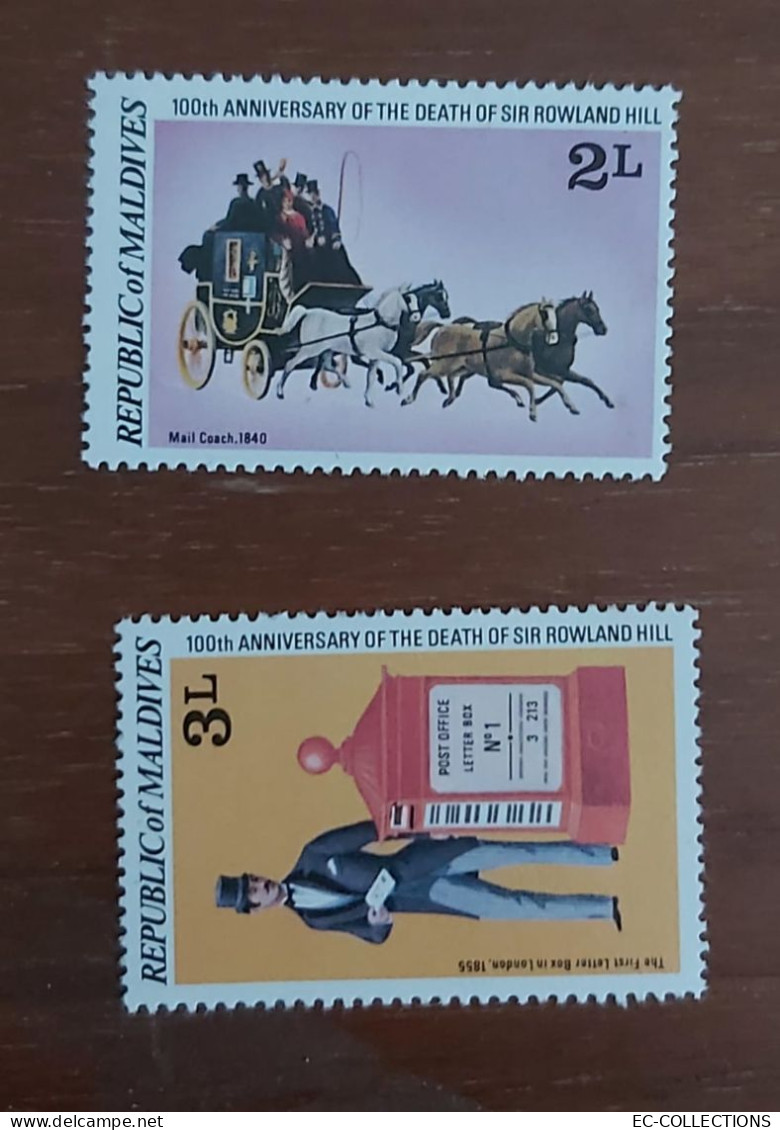 100th ANNIVERSARY OF THE DEATH OF SIR ROWLAND HILL
REPUBLIC of MALDIVES
2L
Mail Coach.1840
100th ANNIVERSARY OF THE DEATH OF SIR ROWLAND HILL
REPUBLIC of MALDIVES
3L
POST OFFICE
LETTER BOX
Nº 1
3 213
The First Letter Box in London, 1855
delcampe.net
EC-COLLECTIONS